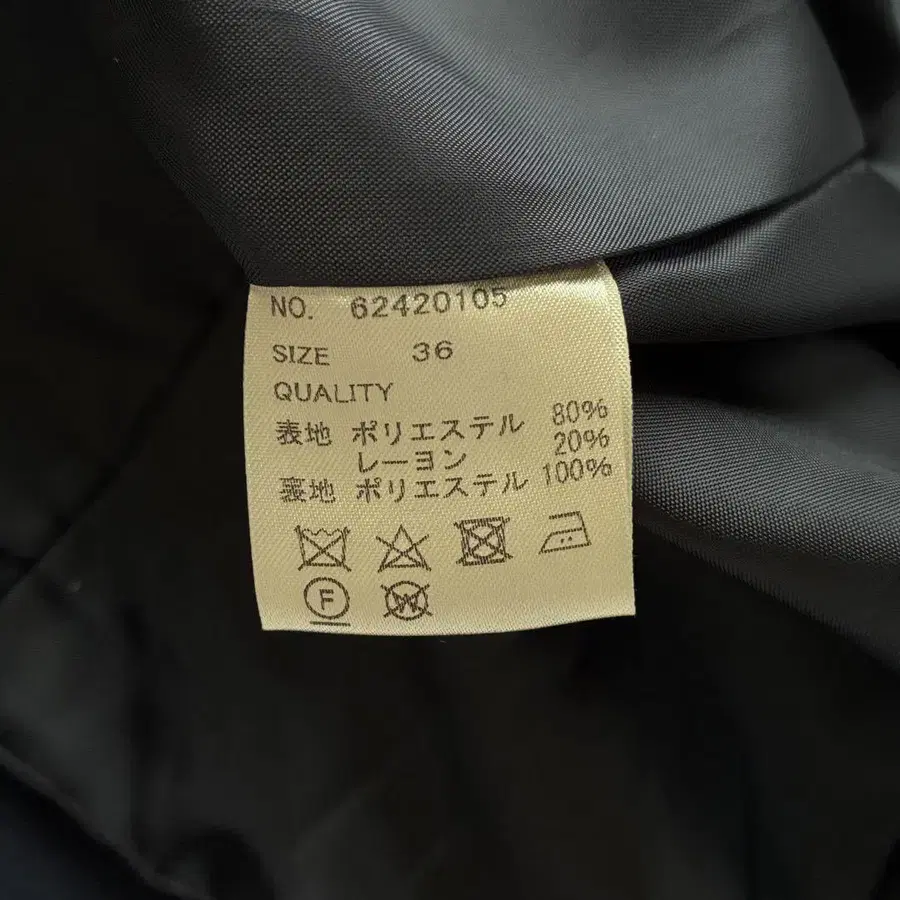 NO. 62420105
SIZE 36
QUALITY
表地 ポリエステル 80%
レーヨン 20%
裏地 ポリエステル 100%
F W